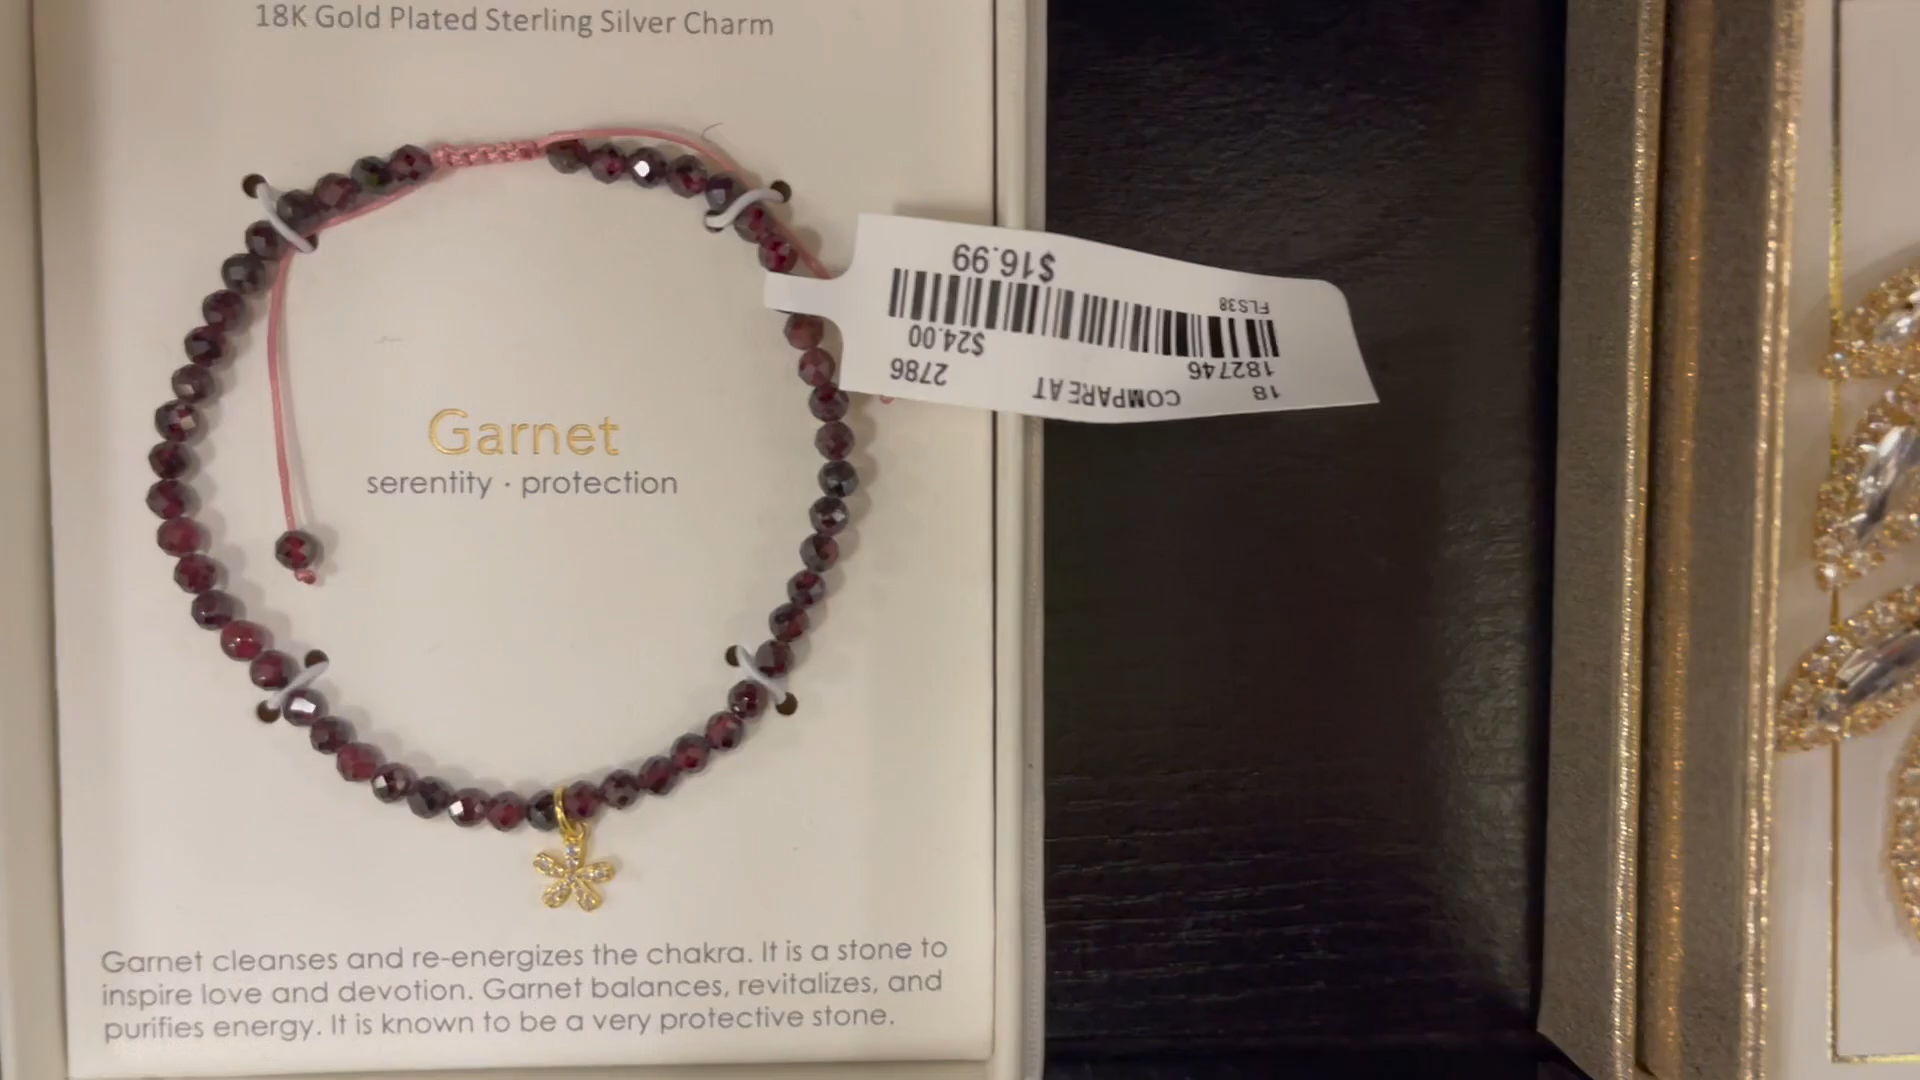 18K Gold Plated Sterling Silver Charm
Garnet
serentity · protection
Garnet cleanses and re-energizes the chakra. It is a stone to
inspire love and devotion. Garnet balances, revitalizes, and
purifies energy. It is known to be a very protective stone.
18 COMPARE AT 2786
182746 $24.00
FLS38
$16.99